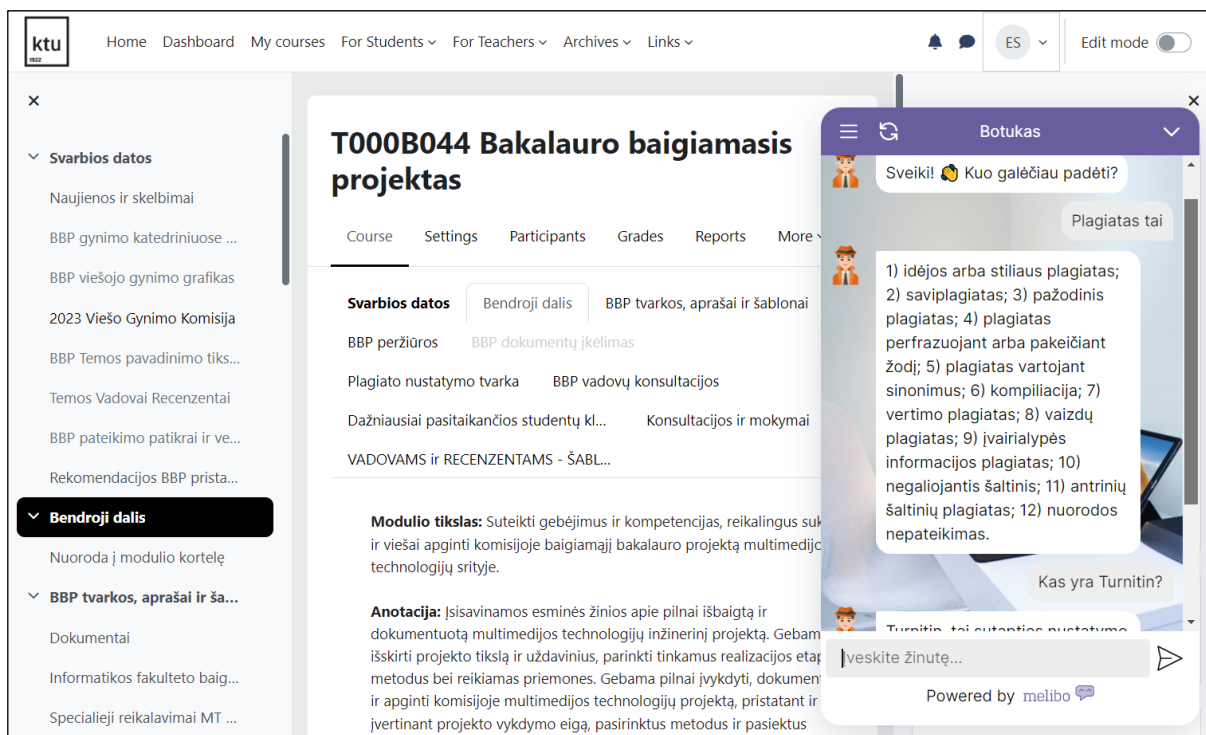 ktu
1922
Home Dashboard My courses For Students For Teachers Archives Links
ES
Edit mode
Svarbios datos
Naujienos ir skelbimai
BBP gynimo katedriniuose ...
BBP viešojo gynimo grafikas
2023 Viešo Gynimo Komisija
BBP Temos pavadinimo tiks...
Temos Vadovai Recenzentai
BBP pateikimo patikrai ir ve...
Rekomendacijos BBP prista...
Bendroji dalis
Nuoroda į modulio kortelę
BBP tvarkos, aprašai ir ša...
Dokumentai
Informatikos fakulteto baig...
Specialieji reikalavimai MT ...
T000B044 Bakalauro baigiamasis
projektas
Course Settings Participants Grades Reports More
Svarbios datos Bendroji dalis BBP tvarkos, aprašai ir šablonai
BBP peržiūros BBP dokumentų įkėlimas
Plagiato nustatymo tvarka BBP vadovų konsultacijos
Dažniausiai pasitaikančios studentų kl... Konsultacijos ir mokymai
VADOVAMS ir RECENZENTAMS - ŠABL...
Modulio tikslas: Suteikti gebėjimus ir kompetencijas, reikalingus
ir viešai apginti komisijoje baigiamąjį bakalauro projektą
technologijų srityje.
Anotacija: Įsisavinamos esminės žinios apie pilnai išbaigtą ir
dokumentuotą multimedijos technologijų inžinerinį projektą.
išskirti projekto tikslą ir uždavinius, parinkti tinkamus realizacijos
metodus bei reikiamas priemones. Gebama pilnai įvykdyti,
ir apginti komisijoje multimedijos technologijų projektą, pristatant ir
įvertinant projekto vykdymo eigą, pasirinktus metodus ir pasiektus
Botukas
Sveiki! 👋 Kuo galėčiau padėti?
Plagiatas tai
1) idėjos arba stiliaus plagiatas;
2) saviplagiatas; 3) pažodinis
plagiatas; 4) plagiatas
perfrazuojant arba pakeičiant
žodį; 5) plagiatas vartojant
sinonimus; 6) kompiliacija; 7)
vertimo plagiatas; 8) vaizdų
plagiatas; 9) įvairialypės
informacijos plagiatas; 10)
negaliojantis šaltinis; 11) antrinių
šaltinių plagiatas; 12) nuorodos
nepateikimas.
Kas yra Turnitin?
Turnitin, tai sutapties nustatymo
Įveskite žinutę...
Powered by melibo